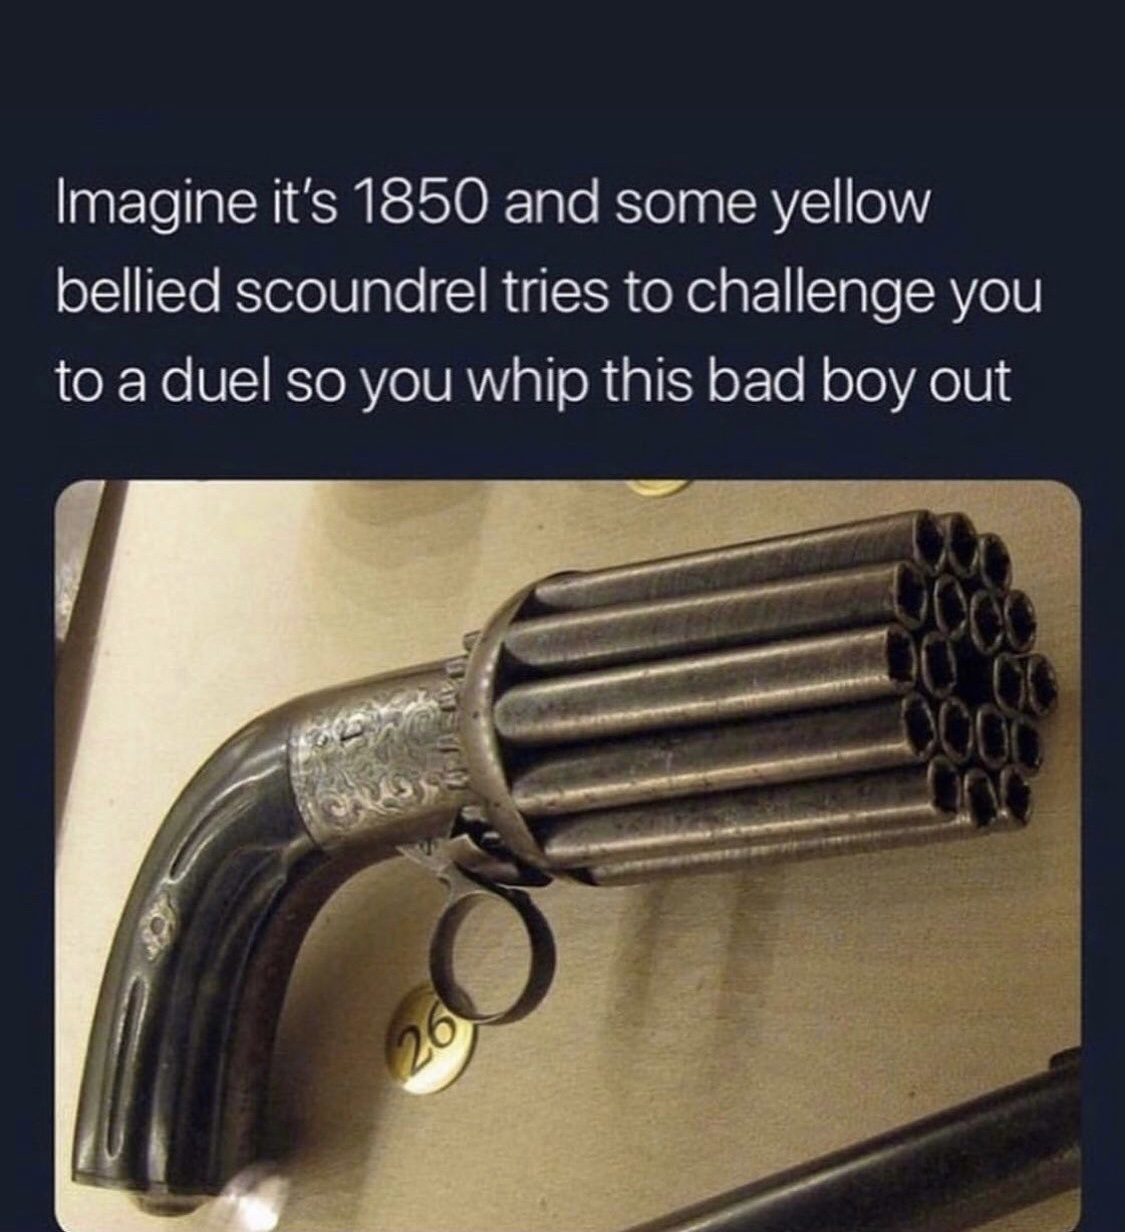 Imagine it's 1850 and some yellow
bellied scoundrel tries to challenge you
to a duel so you whip this bad boy out
26